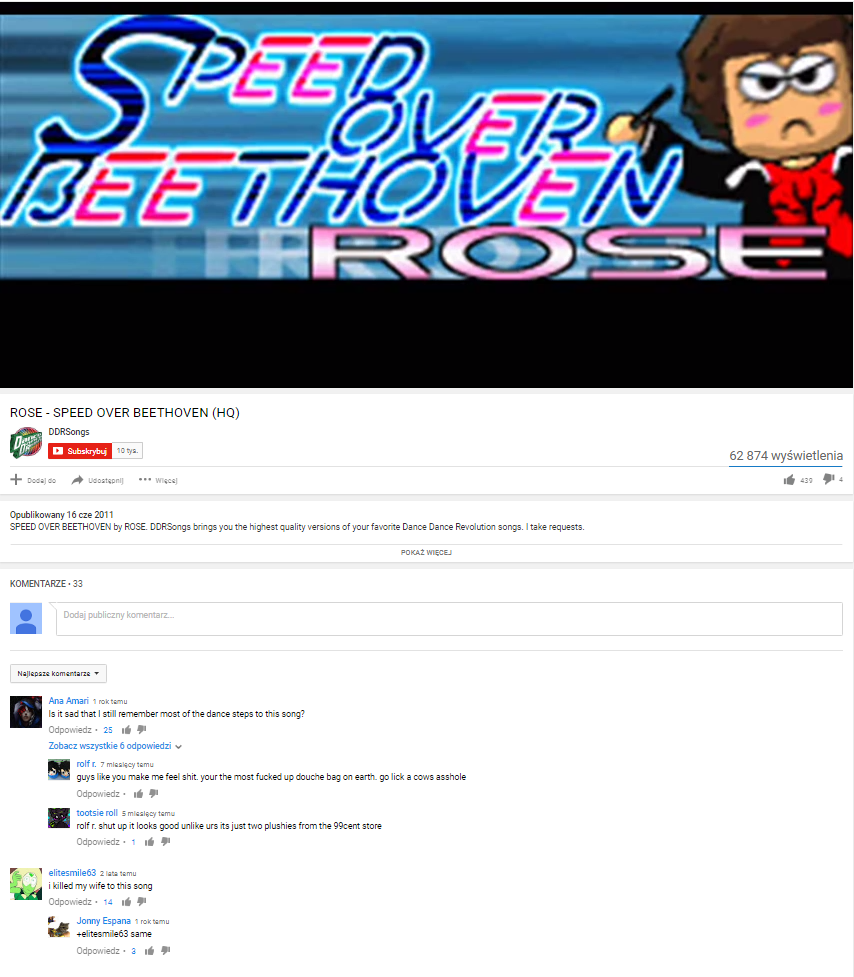 SPEED
OVER
BEETHOVEN
ROSE
ROSE - SPEED OVER BEETHOVEN (HQ)
DDRSongs
Subskrybuj 10 tys.
62 874 wyświetlenia
Dodaj do Udostępnij Więcej 439 4
Opublikowany 16 cze 2011
SPEED OVER BEETHOVEN by ROSE. DDRSongs brings you the highest quality versions of your favorite Dance Dance Revolution songs. I take requests.
POKAŻ WIĘCEJ
KOMENTARZE • 33
Dodaj publiczny komentarz...
Najlepsze komentarze
Ana Amari 1 rok temu
Is it sad that I still remember most of the dance steps to this song?
Odpowiedz • 25
Zobacz wszystkie 6 odpowiedzi
rolf r. 7 miesięcy temu
guys like you make me feel shit. your the most fucked up douche bag on earth. go lick a cows asshole
Odpowiedz •
tootsie roll 5 miesięcy temu
rolf r. shut up it looks good unlike urs its just two plushies from the 99cent store
Odpowiedz • 1
elitesmile63 2 lata temu
i killed my wife to this song
Odpowiedz • 14
Jonny Espana 1 rok temu
+elitesmile63 same
Odpowiedz • 3